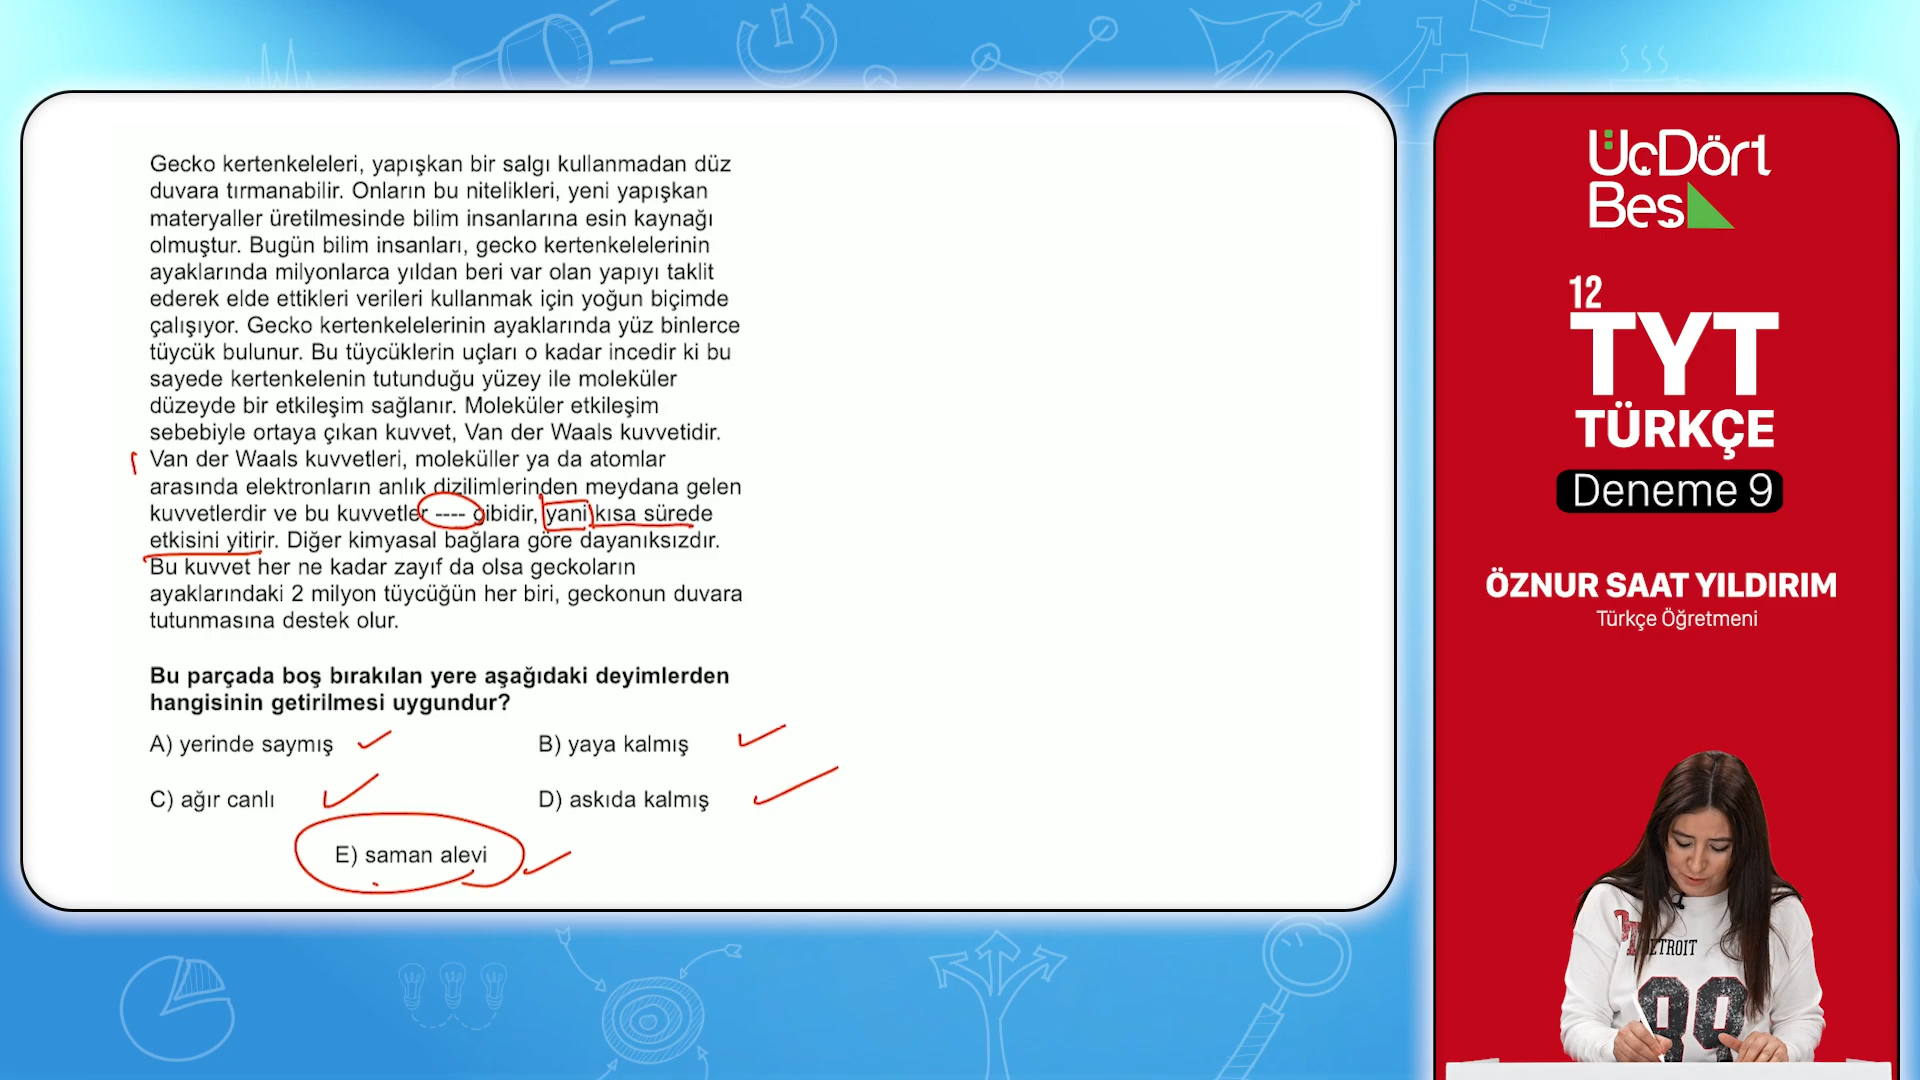 Gecko kertenkeleleri, yapışkan bir salgı kullanmadan düz
duvara tırmanabilir. Onların bu nitelikleri, yeni yapışkan
materyaller üretilmesinde bilim insanlarına esin kaynağı
olmuştur. Bugün bilim insanları, gecko kertenkelelerinin
ayaklarında milyonlarca yıldan beri var olan yapıyı taklit
ederek elde ettikleri verileri kullanmak için yoğun biçimde
çalışıyor. Gecko kertenkelelerinin ayaklarında yüz binlerce
tüycük bulunur. Bu tüycüklerin uçları o kadar incedir ki bu
sayede kertenkelenin tutunduğu yüzey ile moleküler
düzeyde bir etkileşim sağlanır. Moleküler etkileşim
sebebiyle ortaya çıkan kuvvet, Van der Waals kuvvetidir.
Van der Waals kuvvetleri, moleküller ya da atomlar
arasında elektronların anlık dizilimlerinden meydana gelen
kuvvetlerdir ve bu kuvvetler ---- gibidir, yani kısa sürede
etkisini yitirir. Diğer kimyasal bağlara göre dayanıksızdır.
Bu kuvvet her ne kadar zayıf da olsa geckoların
ayaklarındaki 2 milyon tüycüğün her biri, geckonun duvara
tutunmasına destek olur.
Bu parçada boş bırakılan yere aşağıdaki deyimlerden
hangisinin getirilmesi uygundur?
A) yerinde saymış
B) yaya kalmış
C) ağır canlı
D) askıda kalmış
E) saman alevi
ÜçDört
Beş
12
TYT
TÜRKÇE
Deneme 9
ÖZNUR SAAT YILDIRIM
Türkçe Öğretmeni
DETROIT
99